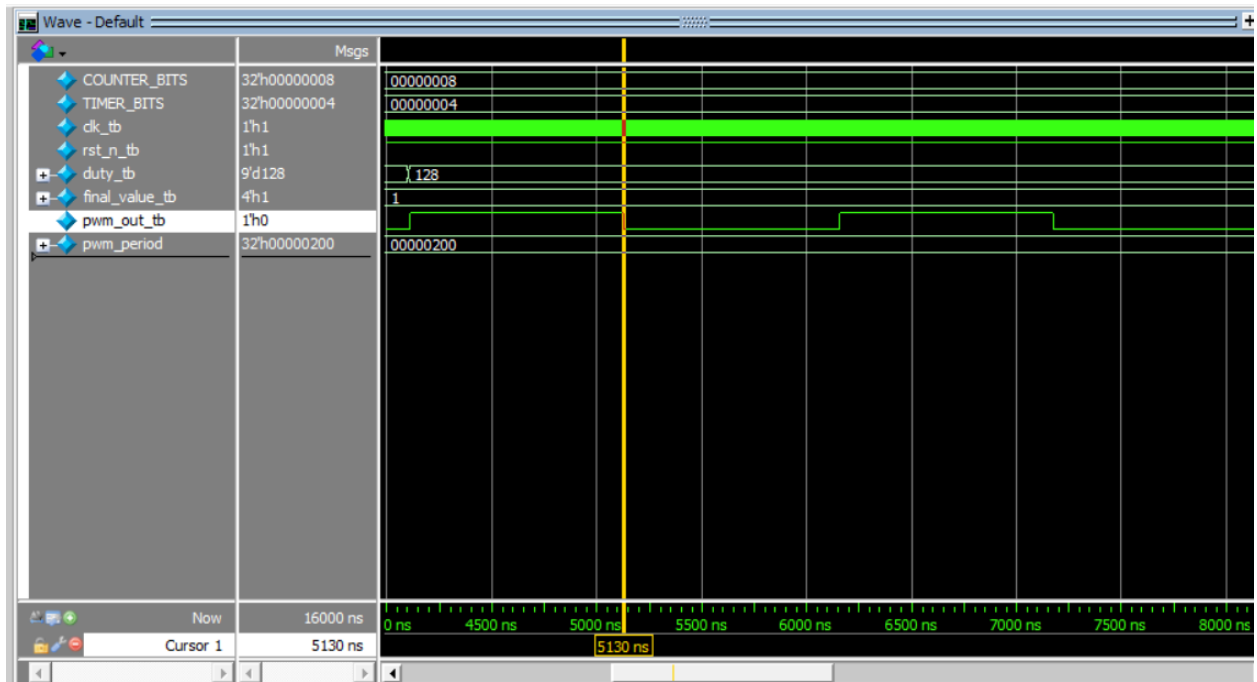 Wave - Default
Msgs
COUNTER_BITS 32'h00000008 00000008
TIMER_BITS 32'h00000004 00000004
clk_tb 1'h1
rst_n_tb 1'h1
duty_tb 9'd128 128
final_value_tb 4'h1 1
pwm_out_tb 1'h0
pwm_period 32'h00000200 00000200
Now 16000 ns 0 ns 4500 ns 5000 ns 5500 ns 6000 ns 6500 ns 7000 ns 7500 ns 8000 ns
Cursor 1 5130 ns 5130 ns